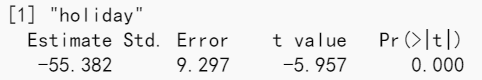 [1] "holiday"
Estimate Std. Error t value Pr(>|t|)
-55.382 9.297 -5.957 0.000